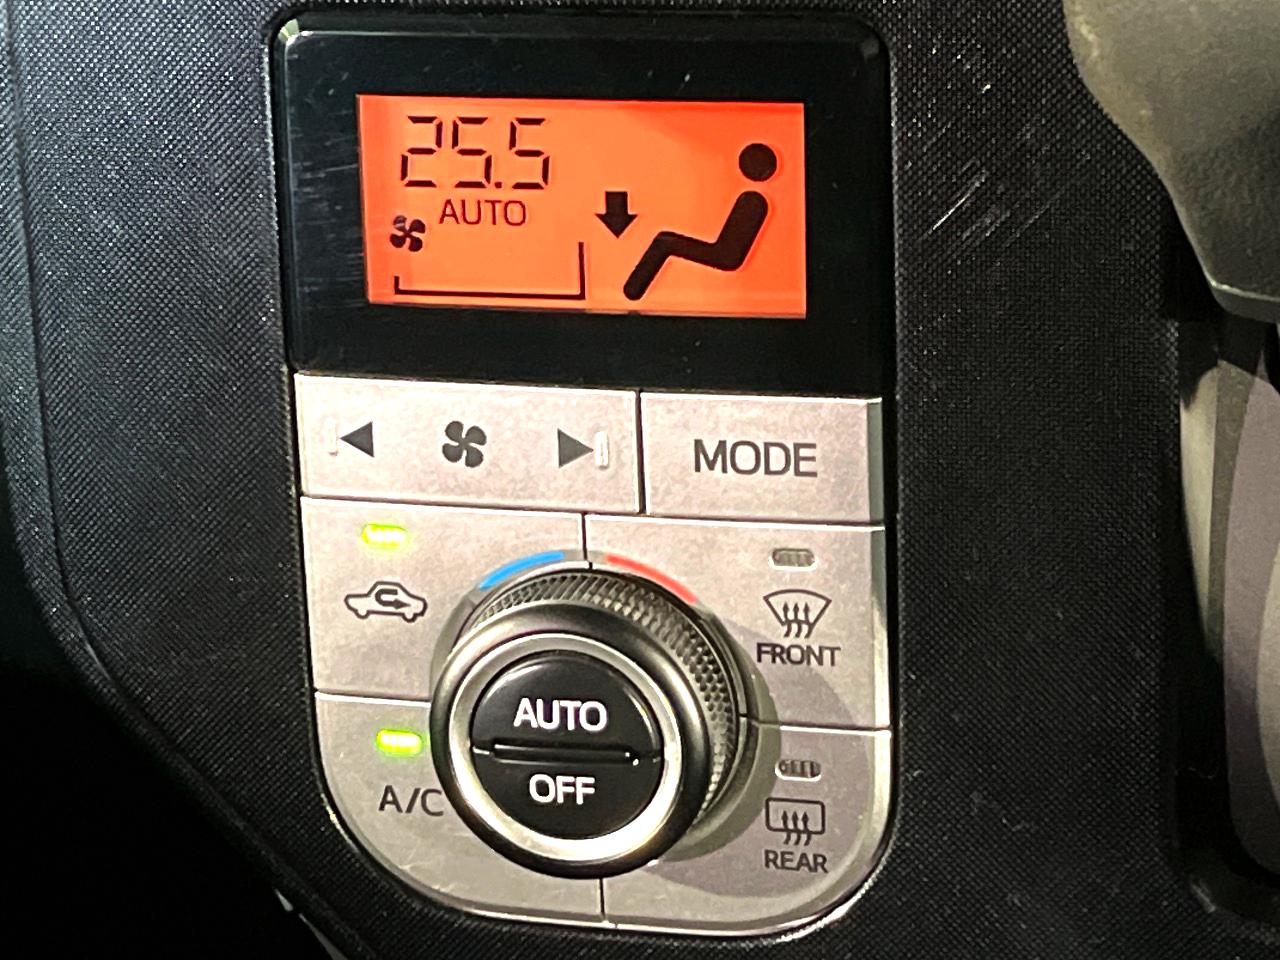 25.5
AUTO
MODE
FRONT
AUTO
OFF
A/C
REAR